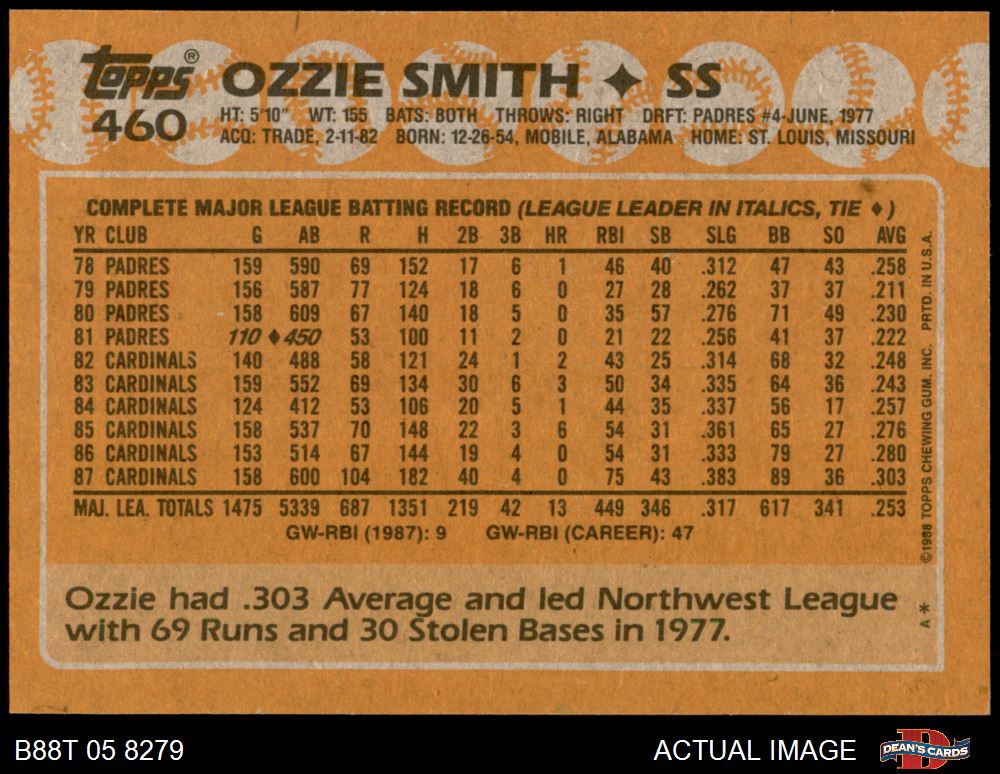 topps® OZZIE SMITH ✦ SS
460 HT: 5'10" WT: 155 BATS: BOTH THROWS: RIGHT DRFT: PADRES #4-JUNE, 1977
ACQ: TRADE, 2-11-82 BORN: 12-26-54, MOBILE, ALABAMA HOME: ST. LOUIS, MISSOURI
COMPLETE MAJOR LEAGUE BATTING RECORD (LEAGUE LEADER IN ITALICS, TIE ♦)
YR CLUB G AB R H 2B 3B HR RBI SB SLG BB SO AVG
78 PADRES 159 590 69 152 17 6 1 46 40 .312 47 43 .258
79 PADRES 156 587 77 124 18 6 0 27 28 .262 37 37 .211
80 PADRES 158 609 67 140 18 5 0 35 57 .276 71 49 .230
81 PADRES 110 ♦450 53 100 11 2 0 21 22 .256 41 37 .222
82 CARDINALS 140 488 58 121 24 1 2 43 25 .314 68 32 .248
83 CARDINALS 159 552 69 134 30 6 3 50 34 .335 64 36 .243
84 CARDINALS 124 412 53 106 20 5 1 44 35 .337 56 17 .257
85 CARDINALS 158 537 70 148 22 3 6 54 31 .361 65 27 .276
86 CARDINALS 153 514 67 144 19 4 0 54 31 .333 79 27 .280
87 CARDINALS 158 600 104 182 40 4 0 75 43 .383 89 36 .303
MAJ. LEA. TOTALS 1475 5339 687 1351 219 42 13 449 346 .317 617 341 .253
GW-RBI (1987): 9 GW-RBI (CAREER): 47
Ozzie had .303 Average and led Northwest League
with 69 Runs and 30 Stolen Bases in 1977.
©1988 TOPPS CHEWING GUM, INC. PRTD. IN U.S.A.
A *
B88T 05 8279 ACTUAL IMAGE DEAN'S CARDS